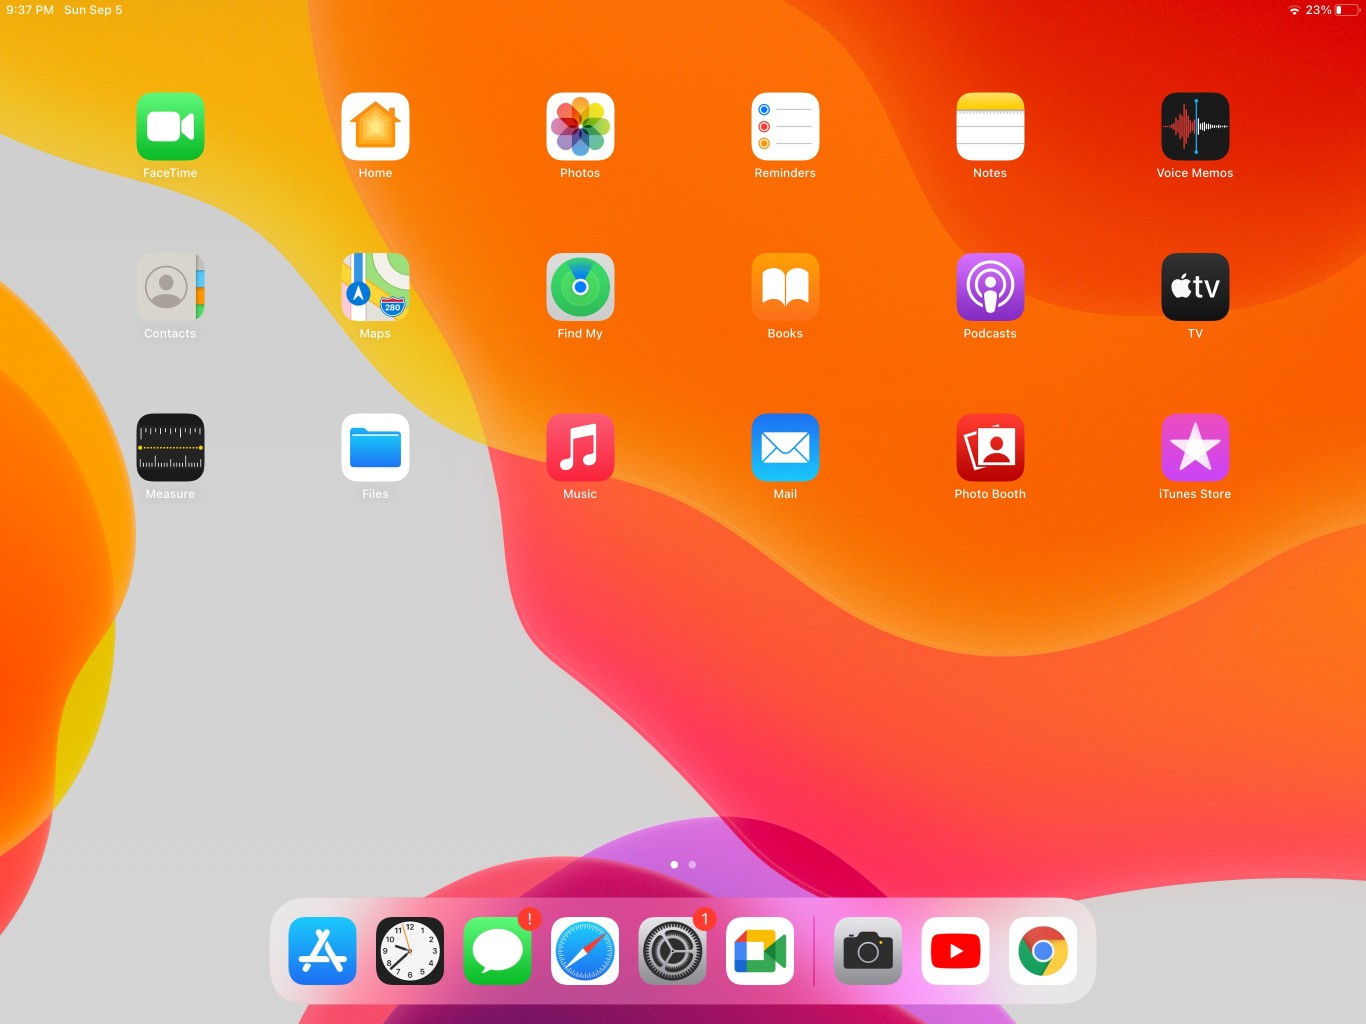 9:37 PM Sun Sep 5 23%
FaceTime Home Photos Reminders Notes Voice Memos
280
tv
Contacts Maps Find My Books Podcasts TV
Measure Files Music Mail Photo Booth iTunes Store
! 1
12
11 1
10 2
9 3
8 4
7 6 5